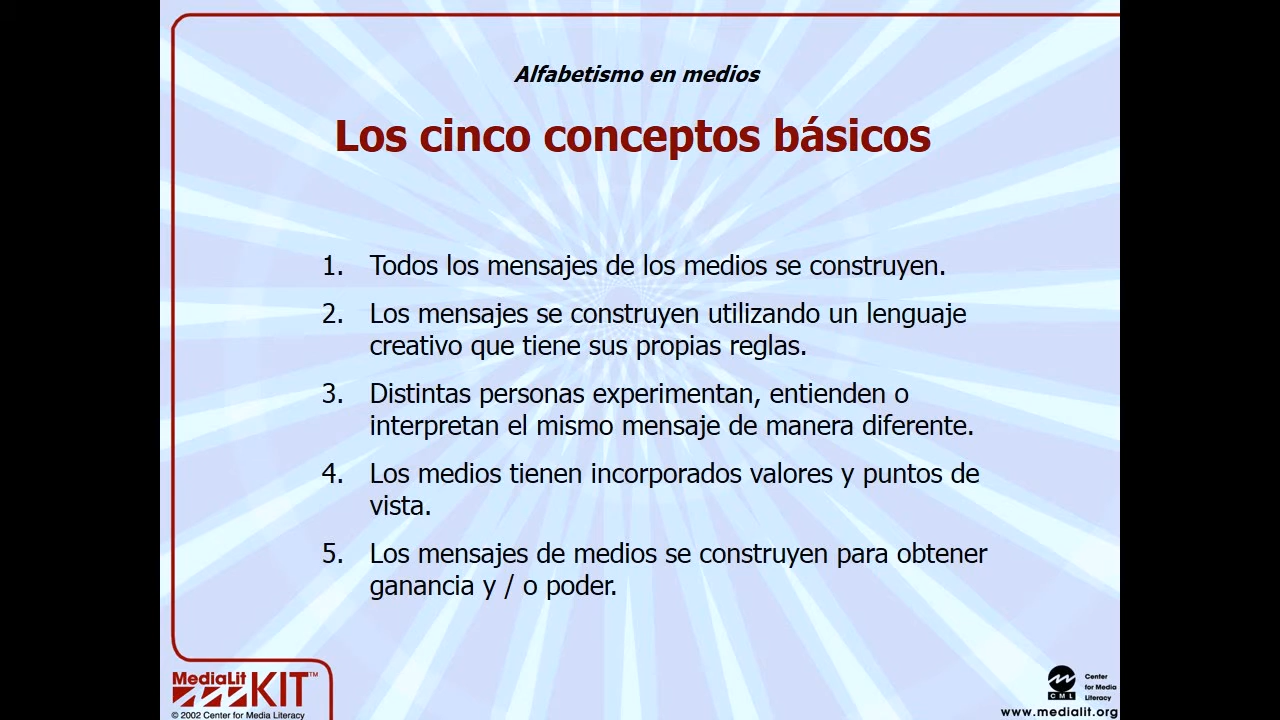 Alfabetismo en medios
Los cinco conceptos básicos
1. Todos los mensajes de los medios se construyen.
2. Los mensajes se construyen utilizando un lenguaje
creativo que tiene sus propias reglas.
3. Distintas personas experimentan, entienden o
interpretan el mismo mensaje de manera diferente.
4. Los medios tienen incorporados valores y puntos de
vista.
5. Los mensajes de medios se construyen para obtener
ganancia y / o poder.
MediaLit KIT™
© 2002 Center for Media Literacy
CML
Center
for Media
Literacy
www.medialit.org